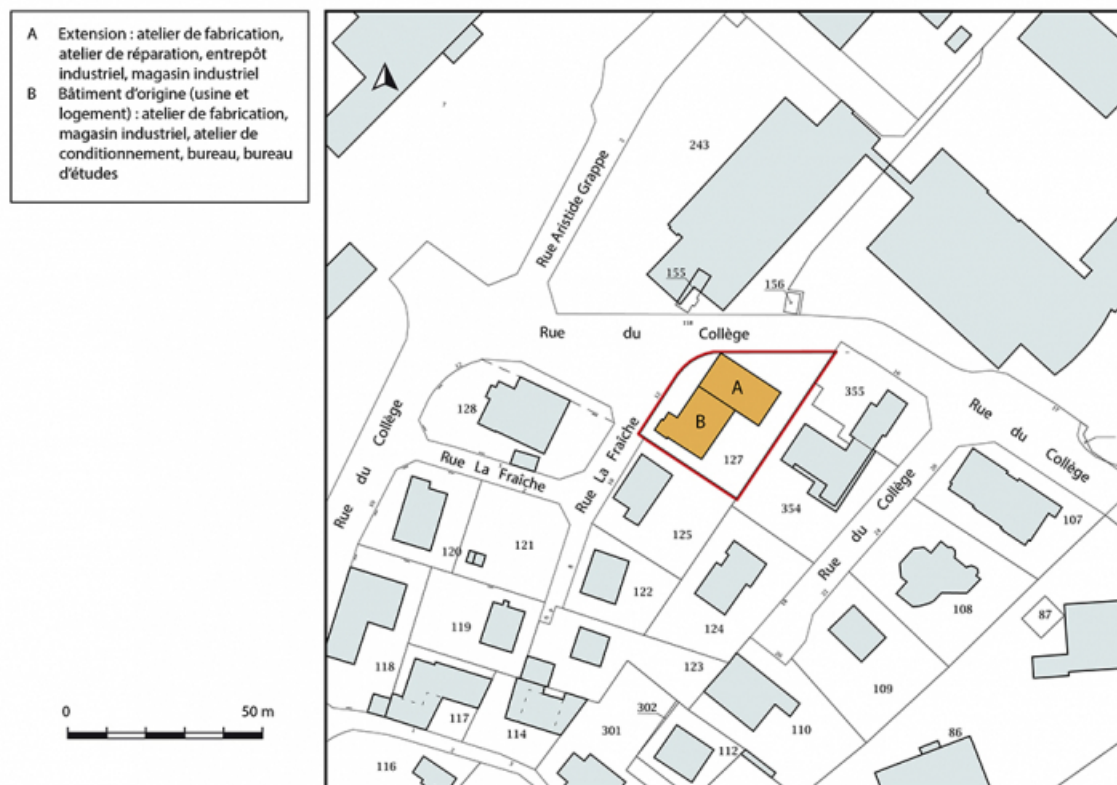 A Extension : atelier de fabrication,
atelier de réparation, entrepôt
industriel, magasin industriel
B Bâtiment d'origine (usine et
logement) : atelier de fabrication,
magasin industriel, atelier de
conditionnement, bureau, bureau
d'études
243
Rue Aristide Grappe
155
156
Rue du Collège
A
B
127
355
128
Rue La Fraîche
Rue La Fraîche
Rue du Collège
Rue du Collège
Rue du Collège
107
354
125
120
121
122
124
108
87
119
123
118
109
117
114
302
301
110
112
86
116
0 50 m